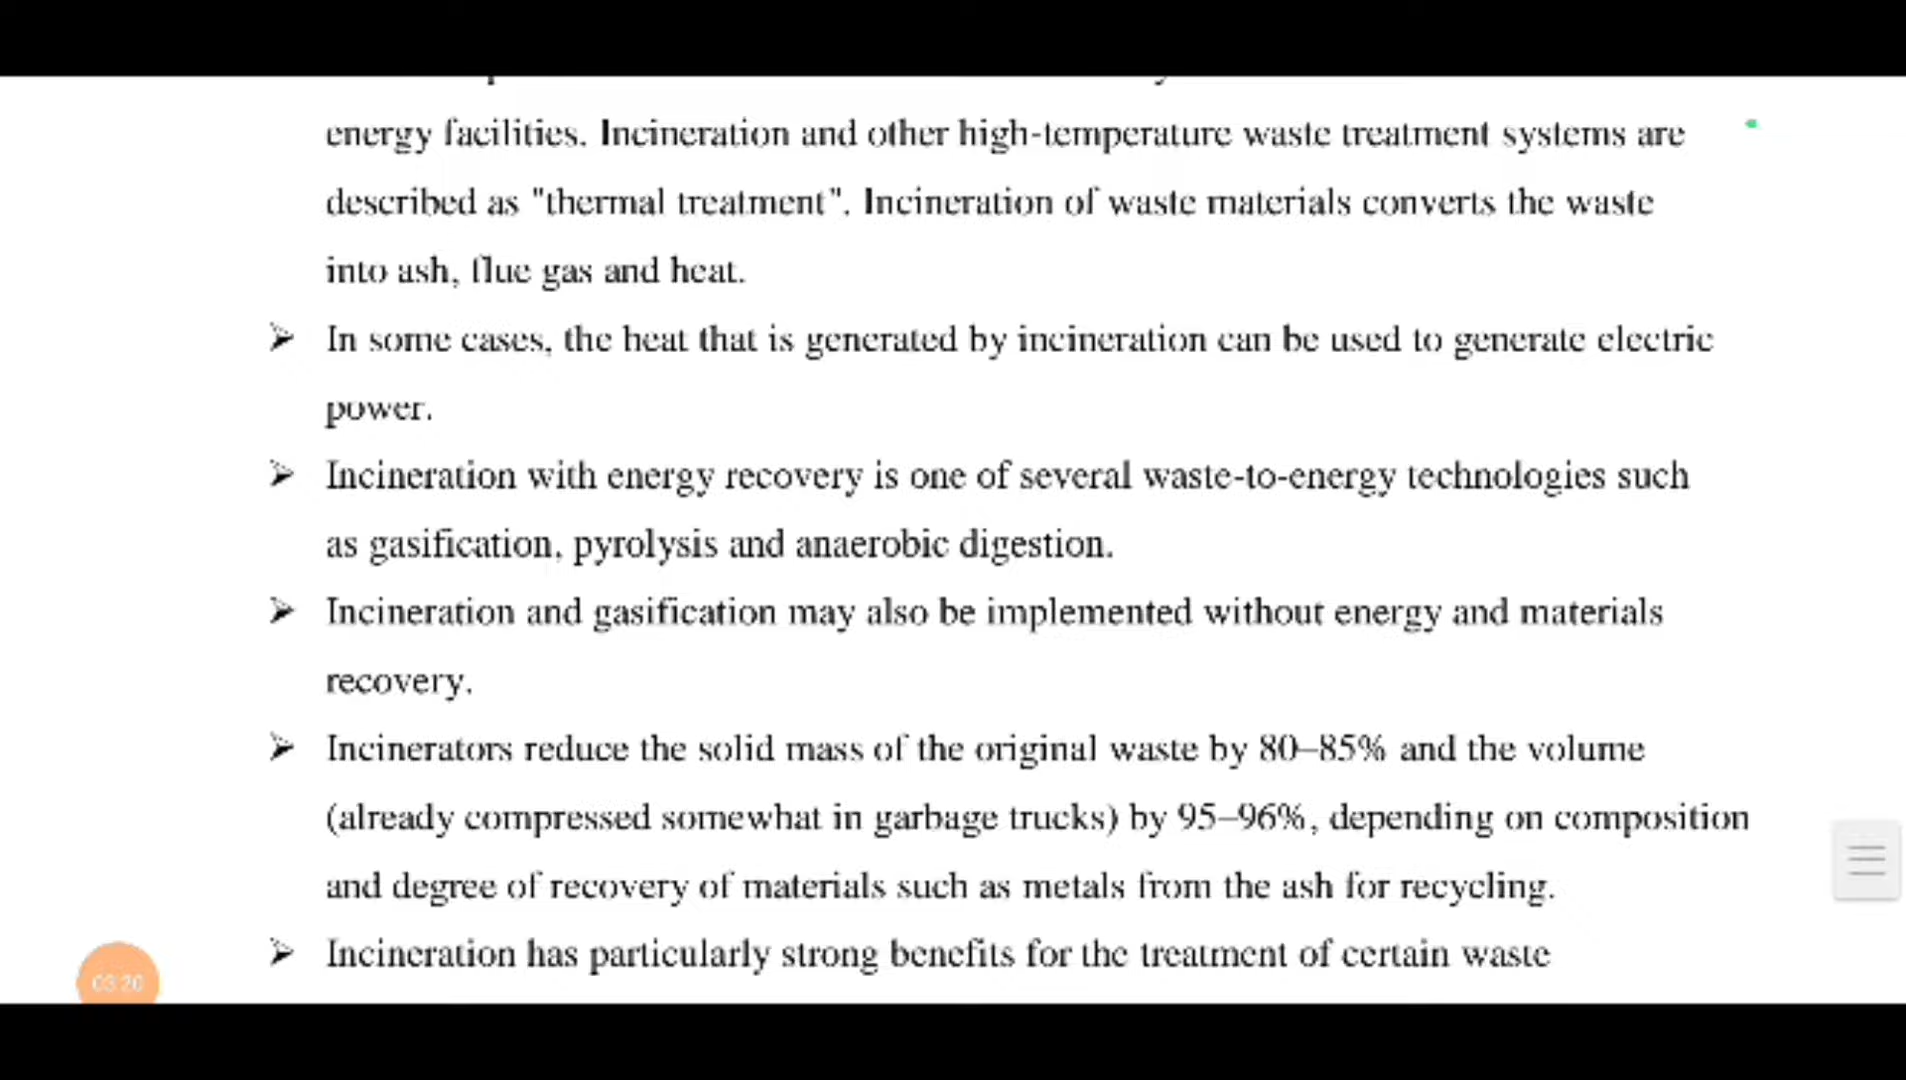 energy facilities. Incineration and other high-temperature waste treatment systems are
described as "thermal treatment". Incineration of waste materials converts the waste
into ash, flue gas and heat.
➢ In some cases, the heat that is generated by incineration can be used to generate electric
power.
➢ Incineration with energy recovery is one of several waste-to-energy technologies such
as gasification, pyrolysis and anaerobic digestion.
➢ Incineration and gasification may also be implemented without energy and materials
recovery.
➢ Incinerators reduce the solid mass of the original waste by 80–85% and the volume
(already compressed somewhat in garbage trucks) by 95–96%, depending on composition
and degree of recovery of materials such as metals from the ash for recycling.
➢ Incineration has particularly strong benefits for the treatment of certain waste
03:20